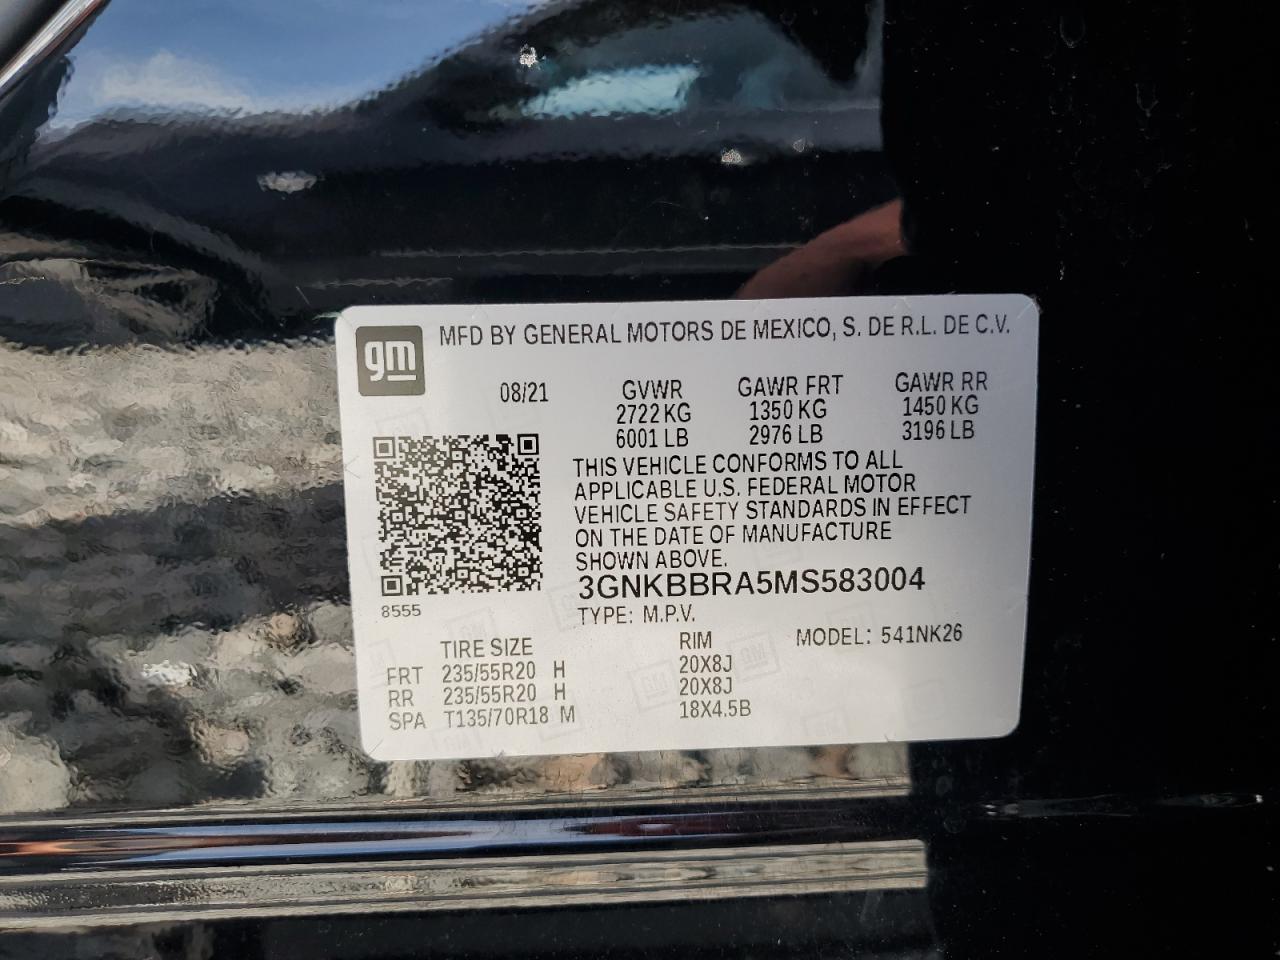 gm
MFD BY GENERAL MOTORS DE MEXICO, S. DE R.L. DE C.V.
08/21 GVWR GAWR FRT GAWR RR
2722 KG 1350 KG 1450 KG
6001 LB 2976 LB 3196 LB
THIS VEHICLE CONFORMS TO ALL
APPLICABLE U.S. FEDERAL MOTOR
VEHICLE SAFETY STANDARDS IN EFFECT
ON THE DATE OF MANUFACTURE
SHOWN ABOVE.
3GNKBBRA5MS583004
8555
TYPE: M.P.V.
TIRE SIZE RIM MODEL: 541NK26
FRT 235/55R20 H 20X8J
RR 235/55R20 H 20X8J
SPA T135/70R18 M 18X4.5B